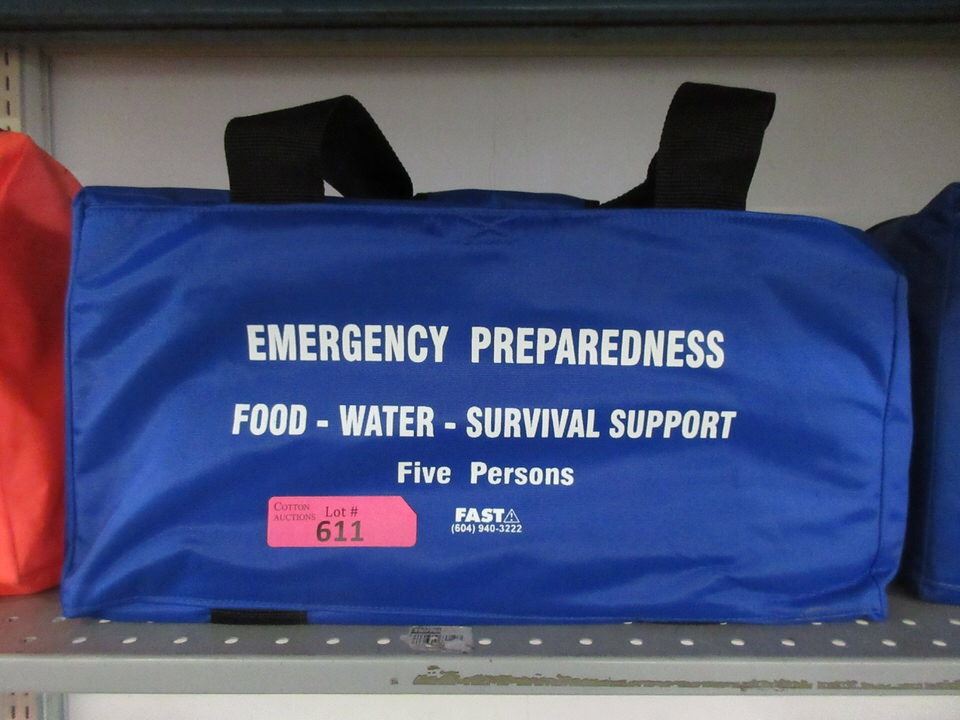 EMERGENCY PREPAREDNESS
FOOD - WATER - SURVIVAL SUPPORT
Five Persons
COTTON
AUCTIONS
Lot #
611
FAST
(604) 940-3222